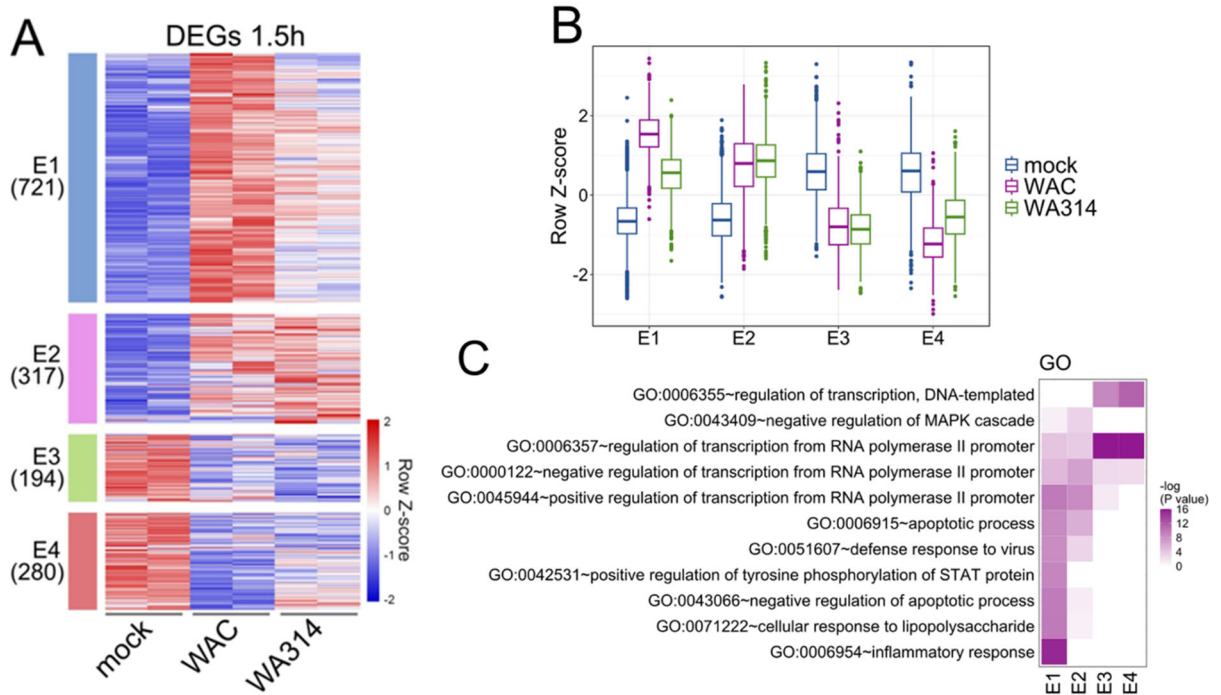 A
DEGs 1.5h
E1
(721)
E2
(317)
E3
(194)
E4
(280)
2
1
0
-1
-2
Row Z-score
mock
WAC
WA314
B
Row Z-score
2
0
-2
E1
E2
E3
E4
mock
WAC
WA314
C
GO
GO:0006355~regulation of transcription, DNA-templated
GO:0043409~negative regulation of MAPK cascade
GO:0006357~regulation of transcription from RNA polymerase II promoter
GO:0000122~negative regulation of transcription from RNA polymerase II promoter
GO:0045944~positive regulation of transcription from RNA polymerase II promoter
GO:0006915~apoptotic process
GO:0051607~defense response to virus
GO:0042531~positive regulation of tyrosine phosphorylation of STAT protein
GO:0043066~negative regulation of apoptotic process
GO:0071222~cellular response to lipopolysaccharide
GO:0006954~inflammatory response
E1
E2
E3
E4
-log
(P value)
16
12
8
4
0